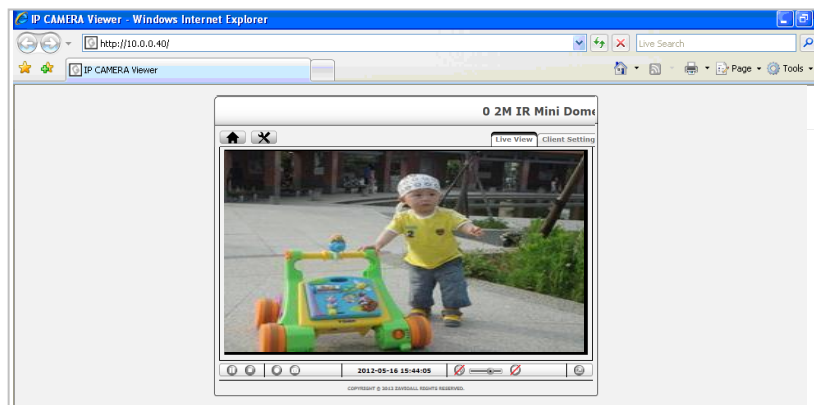 IP CAMERA Viewer - Windows Internet Explorer
http://10.0.0.40/
Live Search
IP CAMERA Viewer
Page
Tools
0 2M IR Mini Dome
Live View
Client Setting
2
2012-05-16 15:44:05